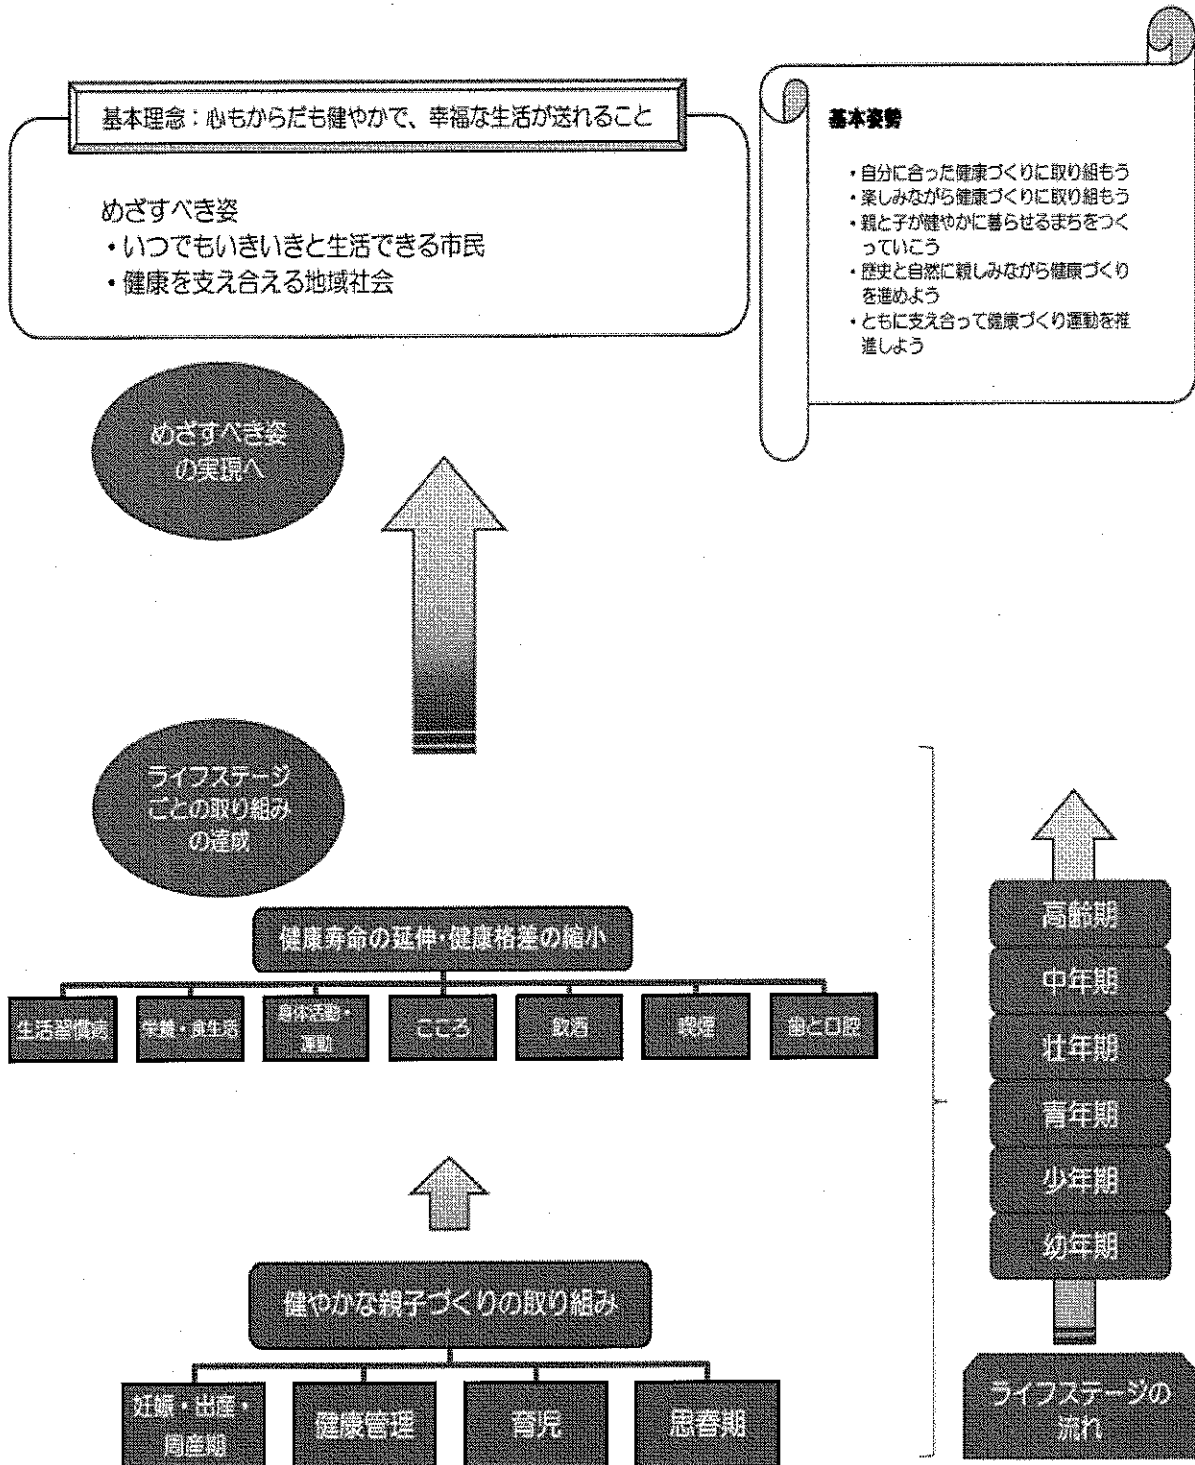 基本理念：心もからだも健やかで、幸福な生活が送れること
めざすべき姿
・いつでもいきいきと生活できる市民
・健康を支え合える地域社会
基本姿勢
・自分に合った健康づくりに取り組もう
・楽しみながら健康づくりに取り組もう
・親と子が健やかに暮らせるまちをつく
っていこう
・歴史と自然に親しみながら健康づくり
を進めよう
・ともに支え合って健康づくり運動を推
進しよう
めざすべき姿
の実現へ
ライフステージ
ごとの取り組み
の達成
健康寿命の延伸・健康格差の縮小
生活習慣病
・食生活
身体活動・
運動
こころ
飲酒
喫煙
歯と口腔
健やかな親子づくりの取り組み
妊娠・出産・
周産期
健康管理
育児
思春期
高齢期
中年期
壮年期
青年期
少年期
幼年期
ライフステージの
流れ